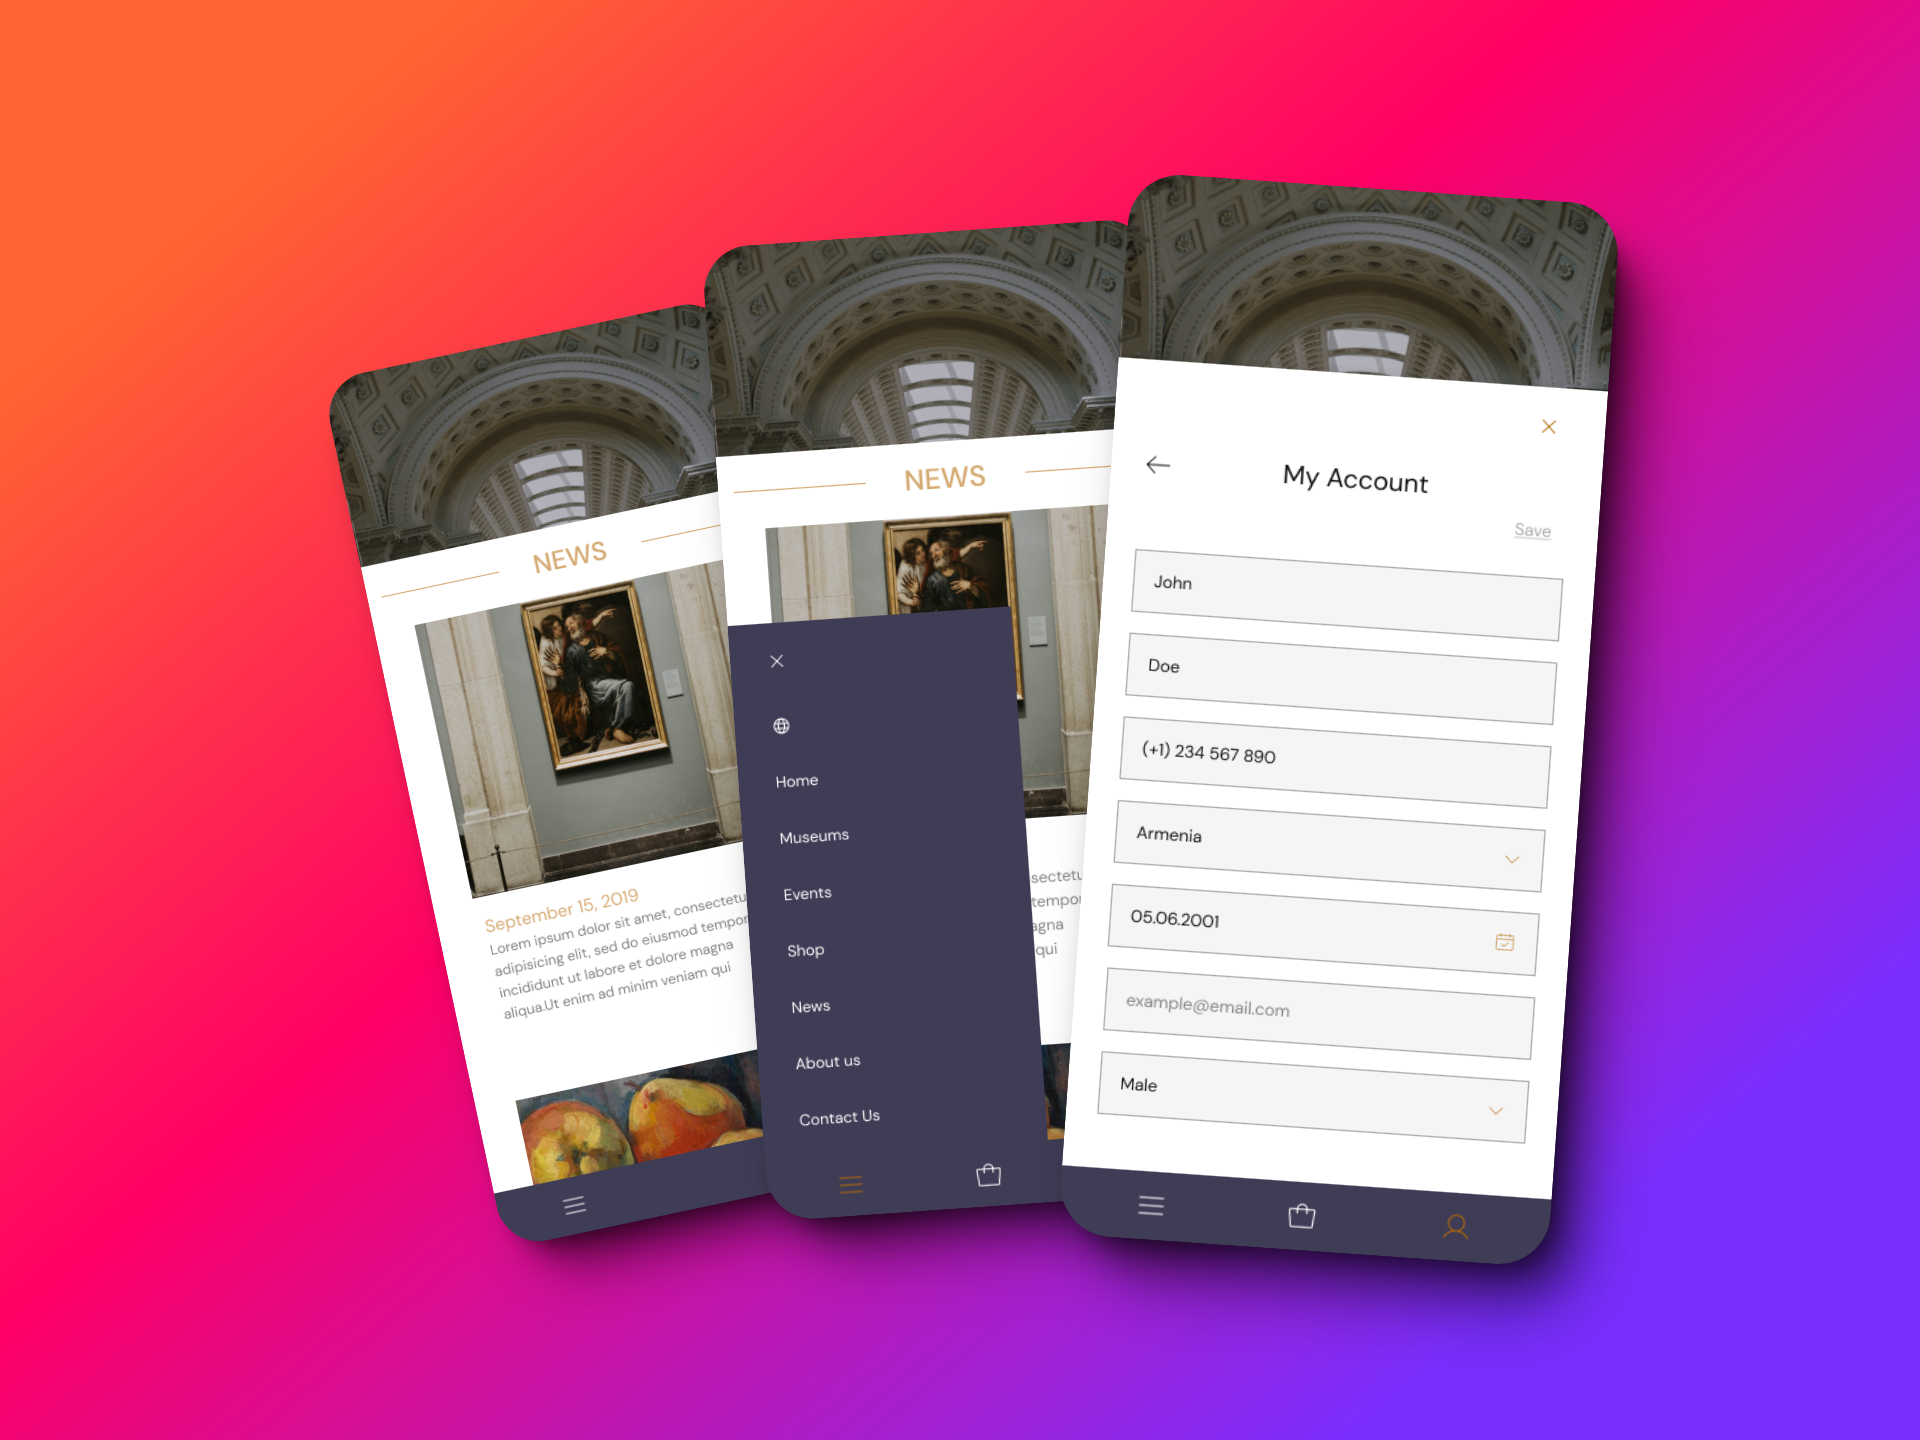 NEWS
September 15, 2019
Lorem ipsum dolor sit amet, consectetu
adipisicing elit, sed do eiusmod tempor
incididunt ut labore et dolore magna
aliqua.Ut enim ad minim veniam qui
NEWS
Home
Museums
Events
Shop
News
About us
Contact Us
sectetu
tempor
agna
qui
My Account
Save
John
Doe
(+1) 234 567 890
Armenia
05.06.2001
example@email.com
Male